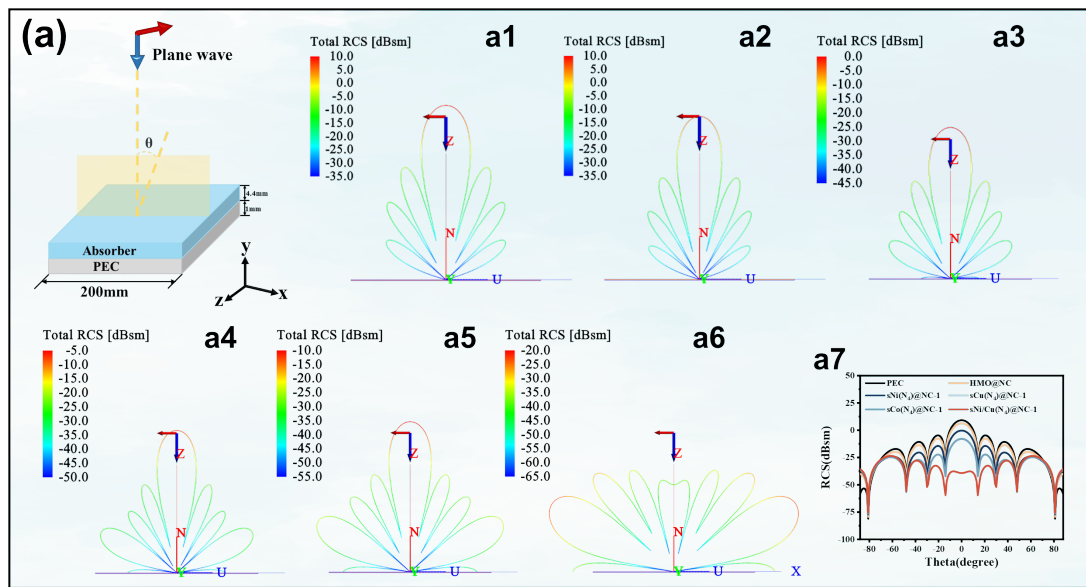 (a)
Plane wave
θ
4.4mm
1mm
Absorber
PEC
200mm
y
x
z
Total RCS [dBsm]
a1
10.0
5.0
0.0
-5.0
-10.0
-15.0
-20.0
-25.0
-30.0
-35.0
Z
N
Y
U
Total RCS [dBsm]
a2
10.0
5.0
0.0
-5.0
-10.0
-15.0
-20.0
-25.0
-30.0
-35.0
Z
N
Y
U
Total RCS [dBsm]
a3
0.0
-5.0
-10.0
-15.0
-20.0
-25.0
-30.0
-35.0
-40.0
-45.0
Z
N
Y
U
Total RCS [dBsm]
a4
-5.0
-10.0
-15.0
-20.0
-25.0
-30.0
-35.0
-40.0
-45.0
-50.0
Z
N
Y
U
Total RCS [dBsm]
a5
-10.0
-15.0
-20.0
-25.0
-30.0
-35.0
-40.0
-45.0
-50.0
-55.0
Z
N
Y
U
Total RCS [dBsm]
a6
-20.0
-25.0
-30.0
-35.0
-40.0
-45.0
-50.0
-55.0
-60.0
-65.0
Z
N
Y
U
X
a7
PEC HMO@NC
sNi(N₄)@NC-1 sCu(N₄)@NC-1
sCo(N₄)@NC-1 sNi/Cu(N₄)@NC-1
RCS(dBsm)
50
25
0
-25
-50
-75
-100
-80 -60 -40 -20 0 20 40 60 80
Theta(degree)